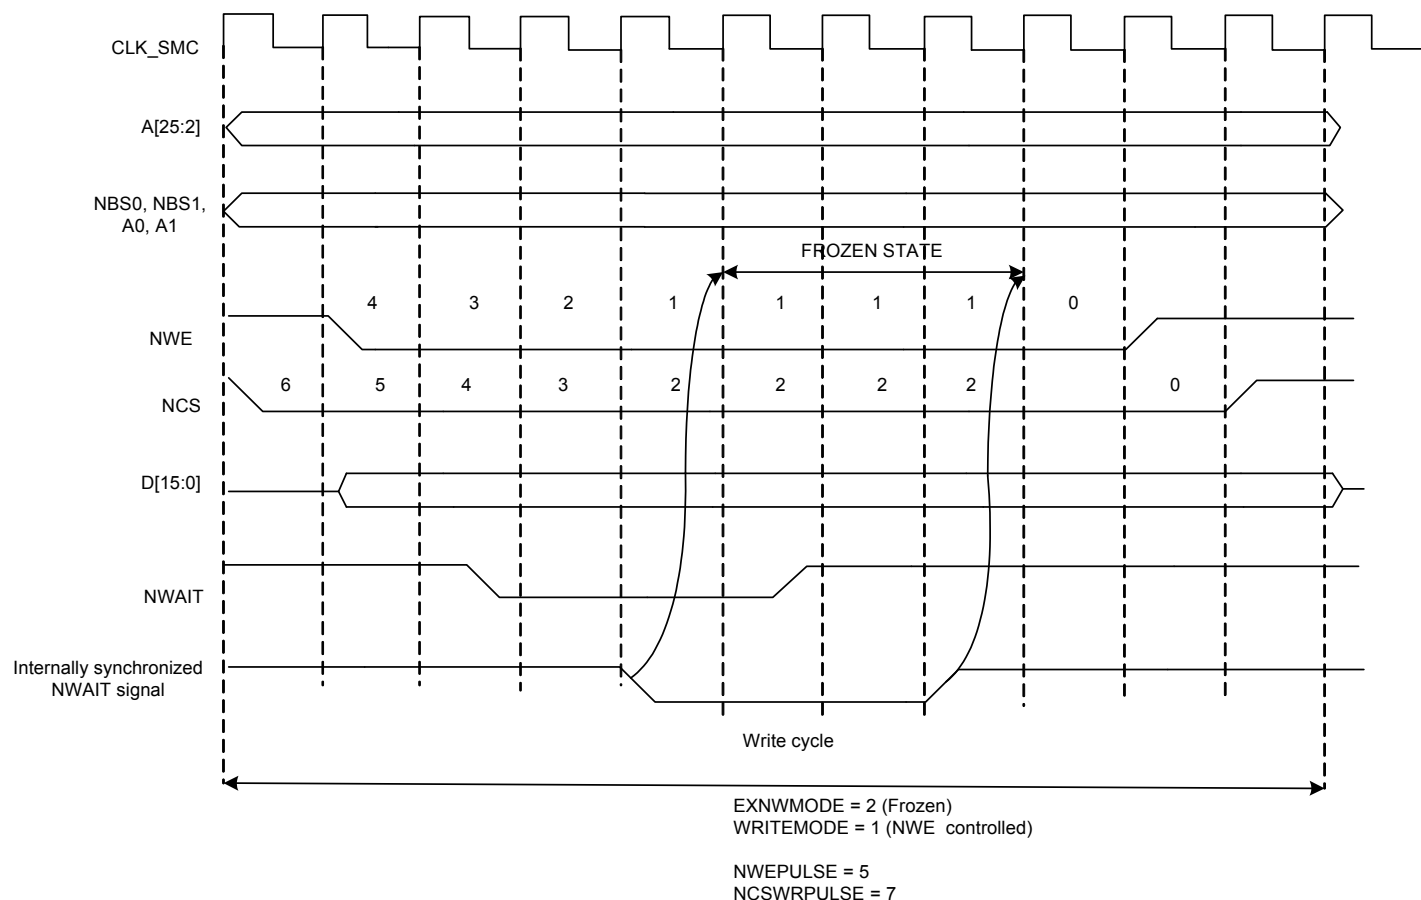 CLK_SMC
A[25:2]
NBS0, NBS1,
A0, A1
FROZEN STATE
4 3 2 1 1 1 1 0
NWE
6 5 4 3 2 2 2 2 0
NCS
D[15:0]
NWAIT
Internally synchronized
NWAIT signal
Write cycle
EXNWMODE = 2 (Frozen)
WRITEMODE = 1 (NWE controlled)
NWEPULSE = 5
NCSWRPULSE = 7